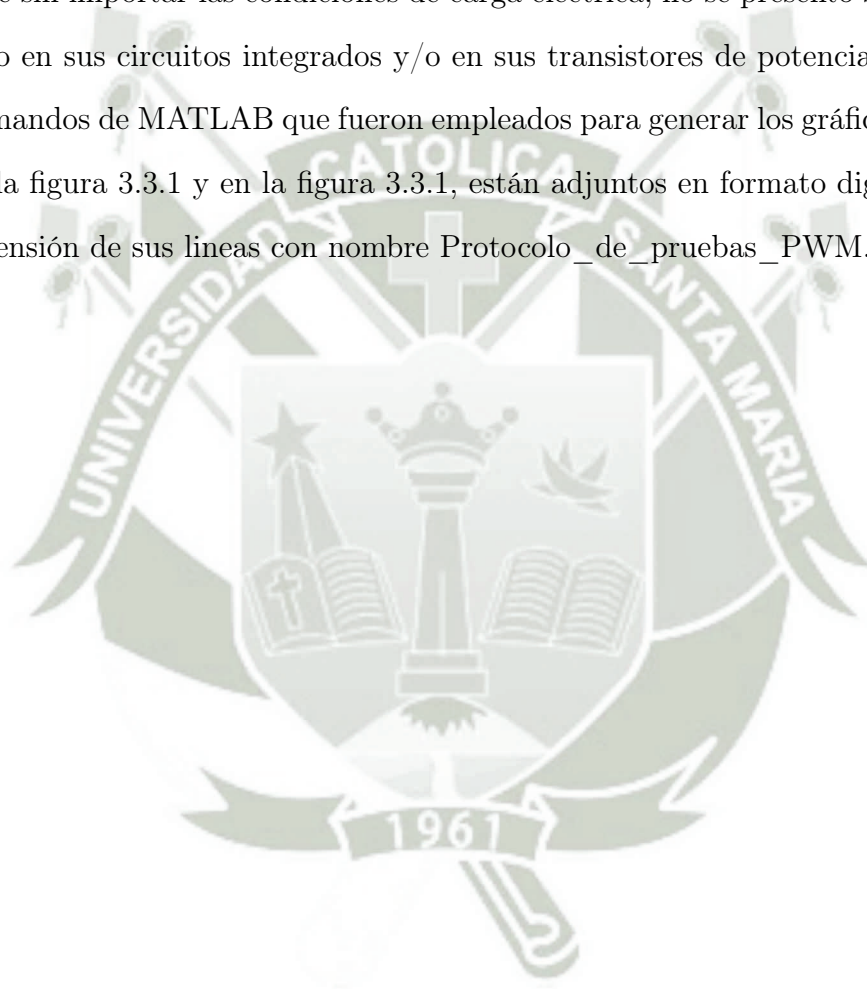 sin importar las condiciones de carga eléctrica, no se presentó
en sus circuitos integrados y/o en sus transistores de potencia
mandos de MATLAB que fueron empleados para generar los
la figura 3.3.1 y en la figura 3.3.1, están adjuntos en formato
ensión de sus lineas con nombre Protocolo_de_pruebas_PWM.
UNIVERSIDAD CATOLICA SANTA MARIA
1961